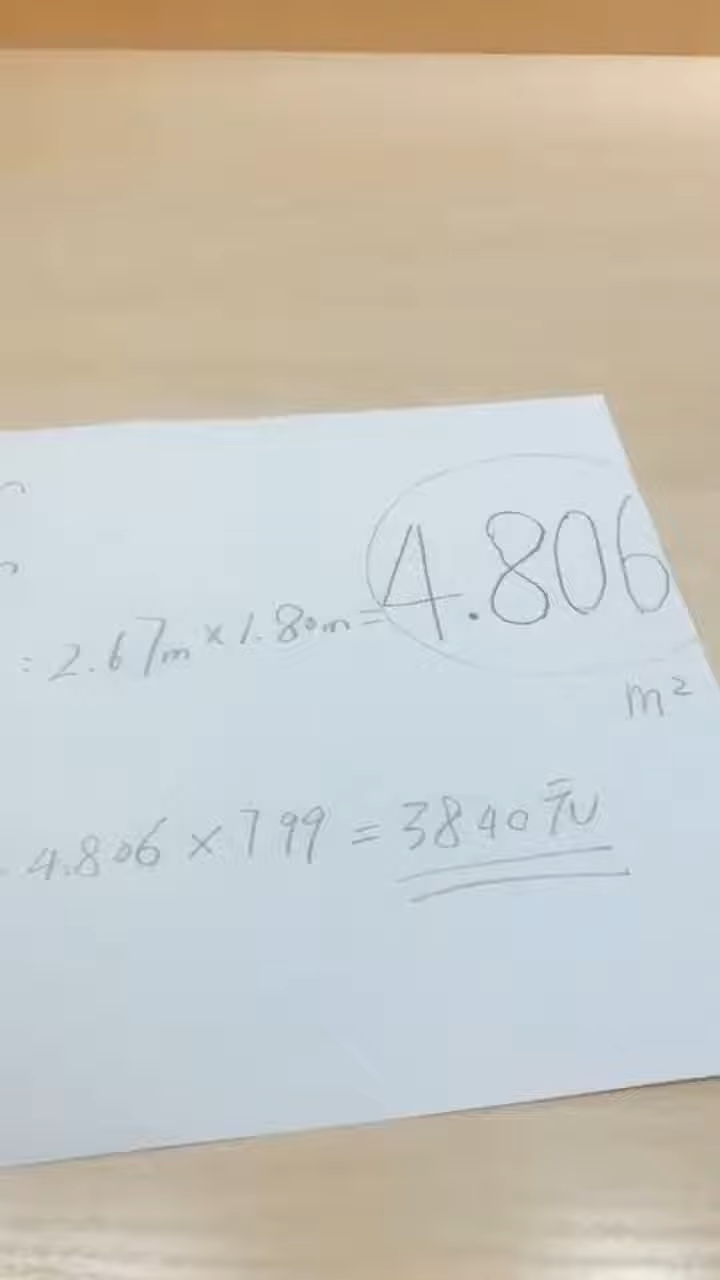 = 2.67m × 1.80m = 4.806
m²
4.806 × 799 = 3840元